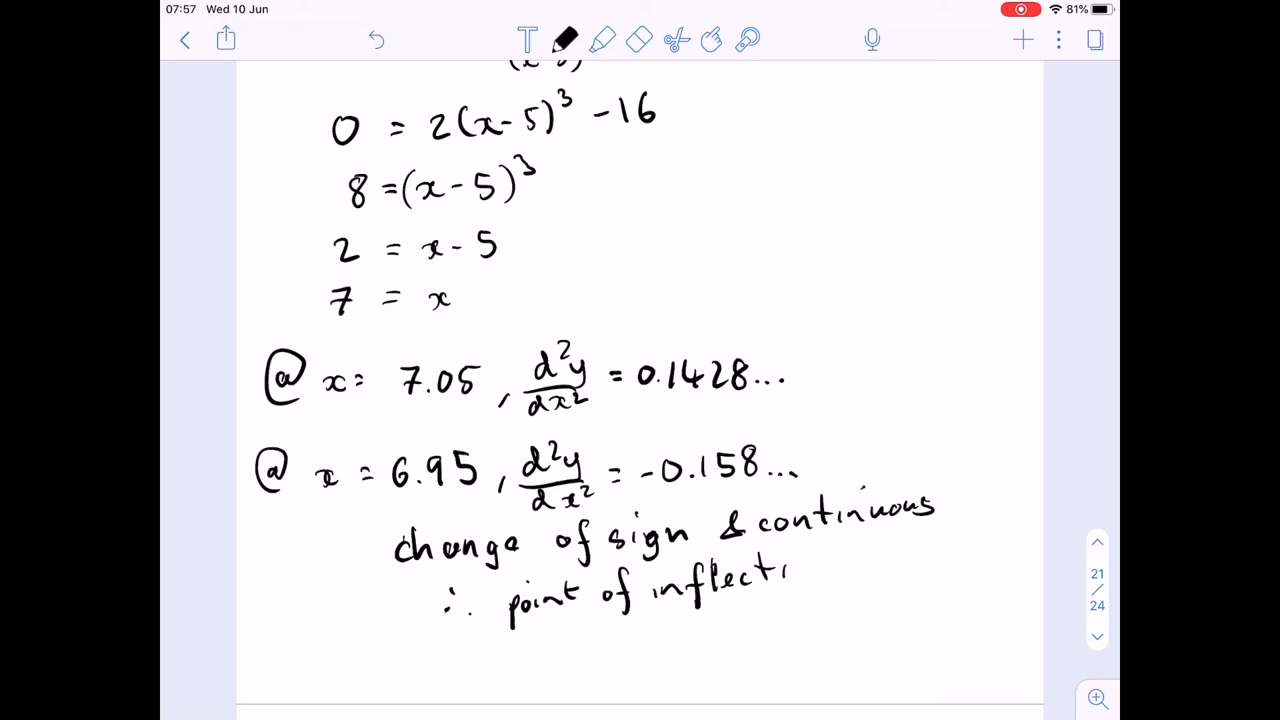 07:57 Wed 10 Jun
81%
0 = 2(x-5)³ -16
8 = (x-5)³
2 = x-5
7 = x
@ x = 7.05, d²y/dx² = 0.1428...
@ x = 6.95, d²y/dx² = -0.158...
change of sign & continuous
∴ point of inflecti
21
/
24